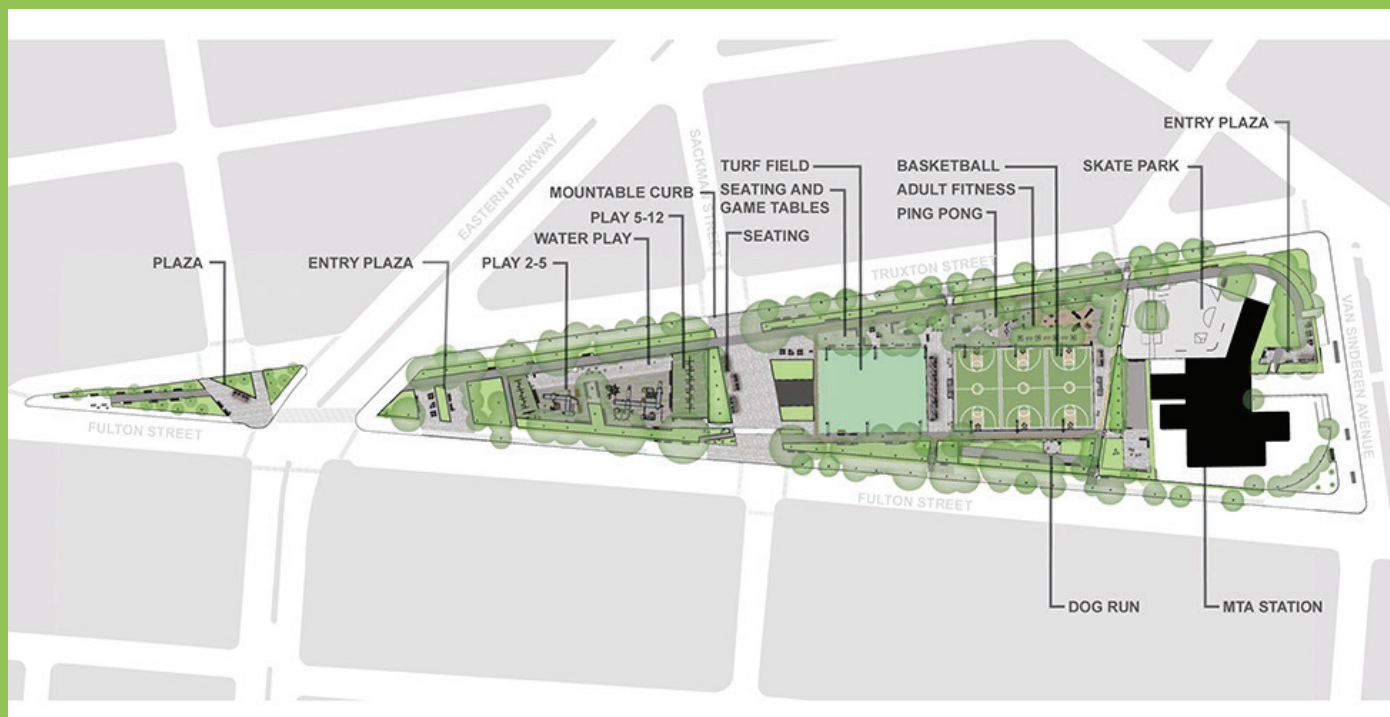 ENTRY PLAZA
TURF FIELD
BASKETBALL
SKATE PARK
SEATING AND
GAME TABLES
ADULT FITNESS
MOUNTABLE CURB
PING PONG
PLAY 5-12
SEATING
WATER PLAY
PLAZA
ENTRY PLAZA
PLAY 2-5
EASTERN PARKWAY
SACKMAN STREET
TRUXTON STREET
VAN SINDEREN AVENUE
FULTON STREET
FULTON STREET
DOG RUN
MTA STATION